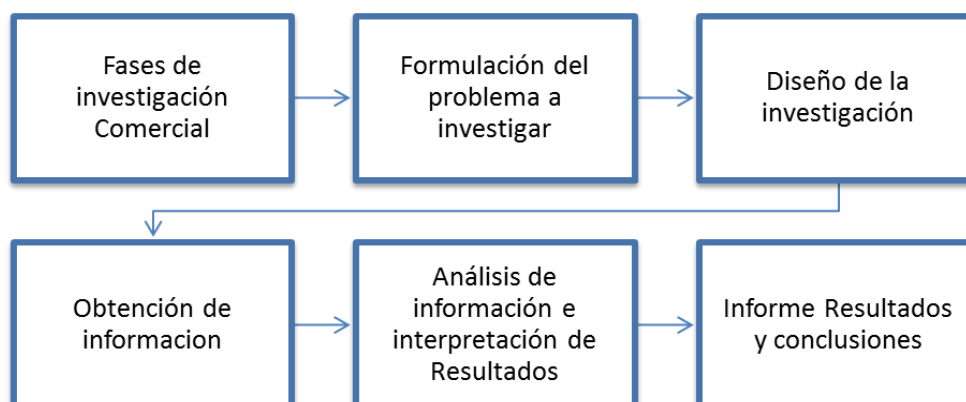 Fases de
investigación
Comercial
Formulación del
problema a
investigar
Diseño de la
investigación
Obtención de
informacion
Análisis de
información e
interpretación de
Resultados
Informe Resultados
y conclusiones